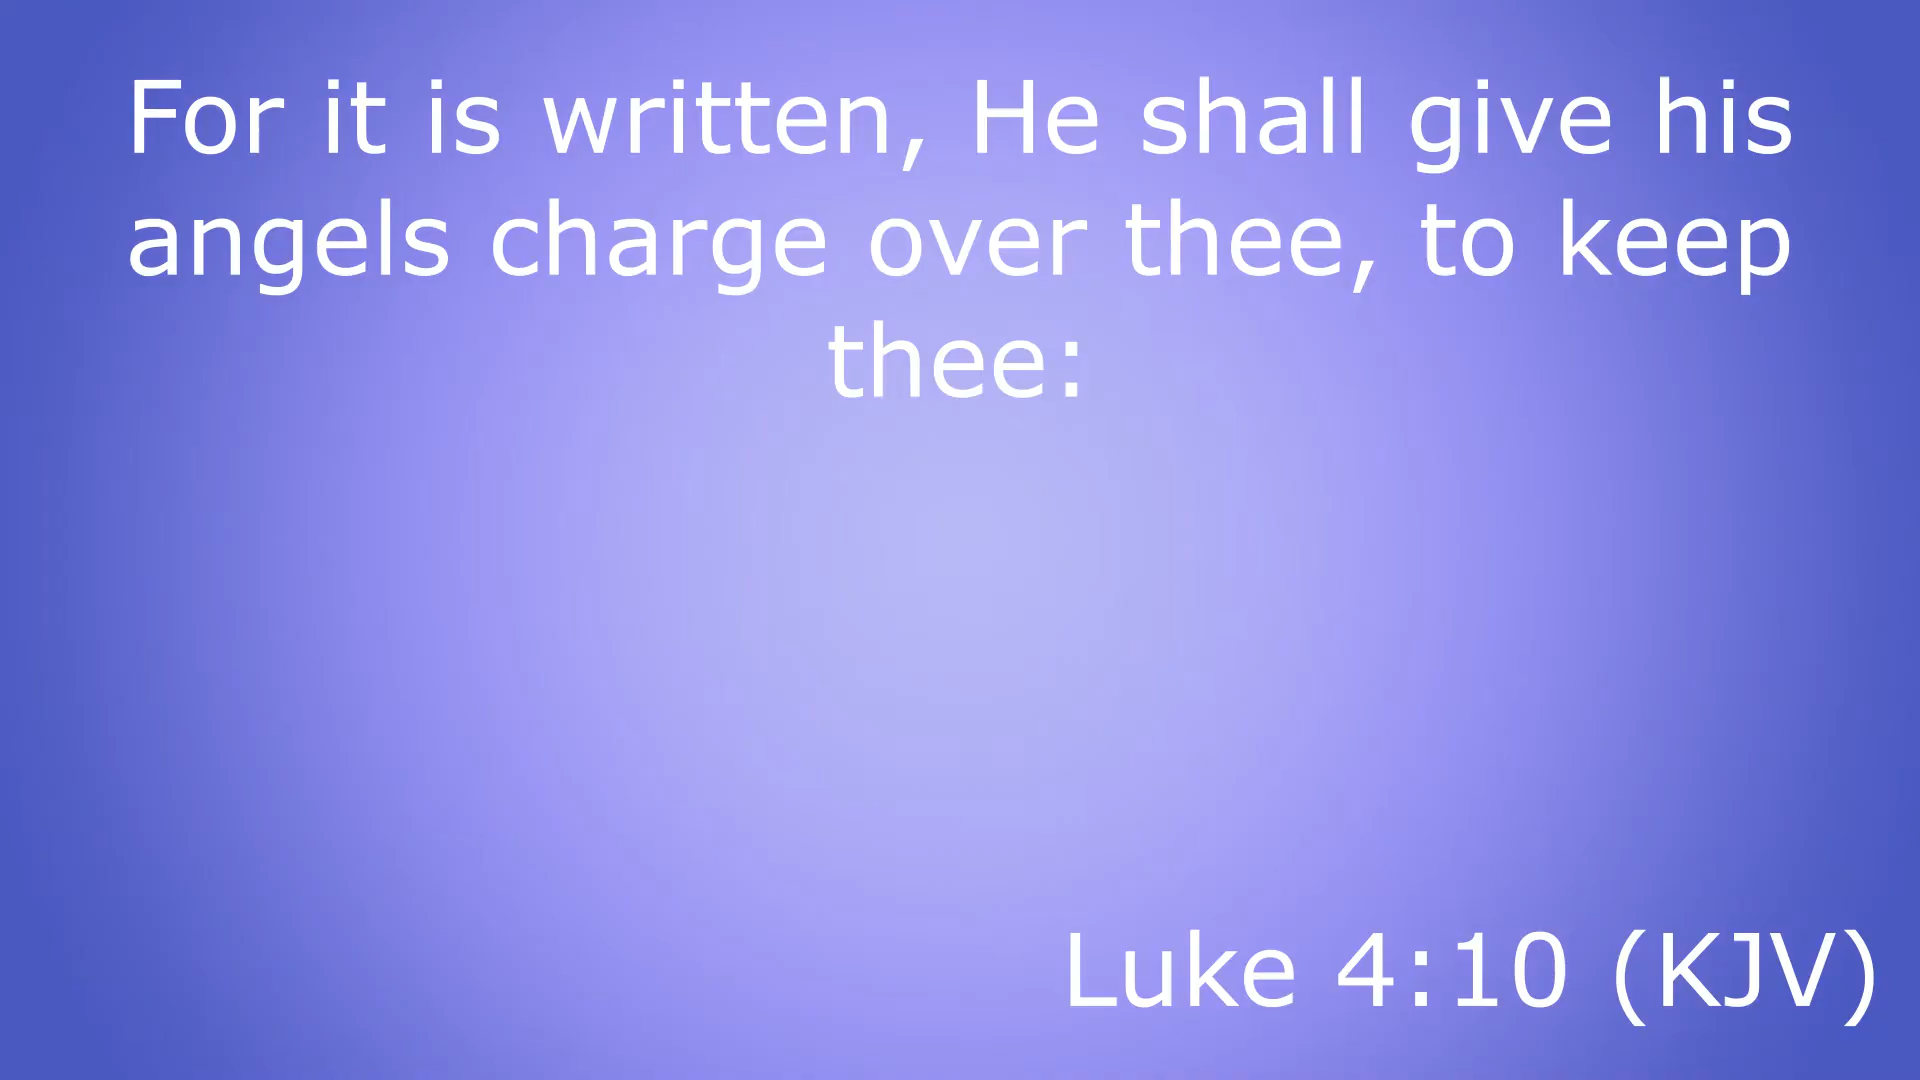 For it is written, He shall give his
angels charge over thee, to keep
thee:
Luke 4:10 (KJV)